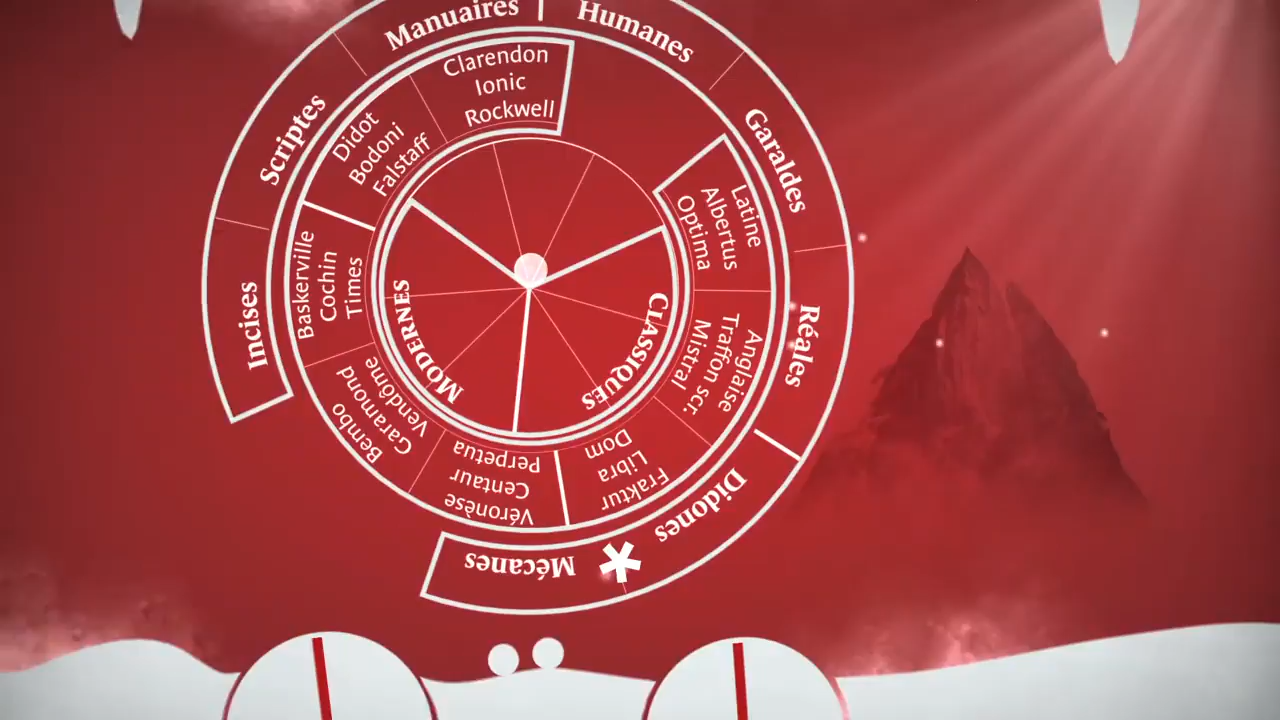 Manuaires
Humanes
Garaldes
Réales
Didones
Mécanes
Scriptes
Incises
Clarendon
Ionic
Rockwell
Latine
Albertus
Optima
Anglaise
Traffon scr.
Mistral
Dom
Libra
Fraktur
Perpetua
Centaur
Véronèse
Vendôme
Garamond
Bembo
Baskerville
Cochin
Times
Didot
Bodoni
Falstaff
MODERNES
CLASSIQUES